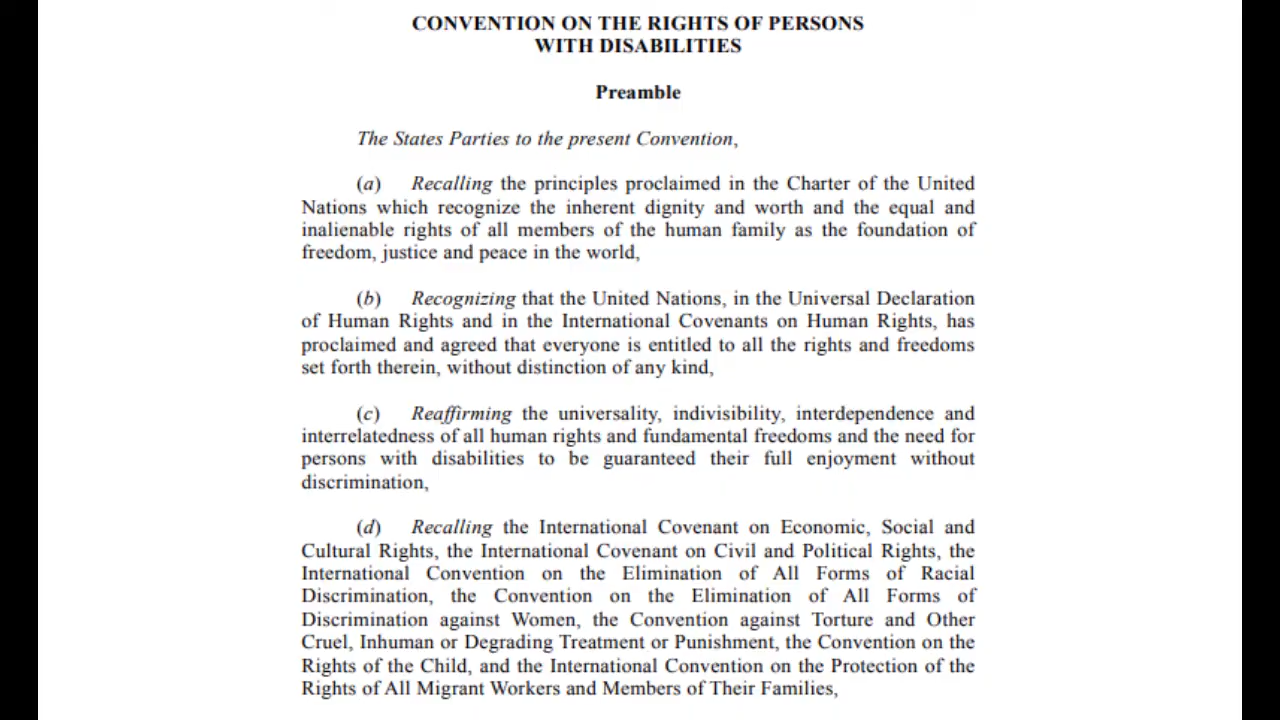 CONVENTION ON THE RIGHTS OF PERSONS
WITH DISABILITIES
Preamble
The States Parties to the present Convention,
(a) Recalling the principles proclaimed in the Charter of the United
Nations which recognize the inherent dignity and worth and the equal and
inalienable rights of all members of the human family as the foundation of
freedom, justice and peace in the world,
(b) Recognizing that the United Nations, in the Universal Declaration
of Human Rights and in the International Covenants on Human Rights, has
proclaimed and agreed that everyone is entitled to all the rights and freedoms
set forth therein, without distinction of any kind,
(c) Reaffirming the universality, indivisibility, interdependence and
interrelatedness of all human rights and fundamental freedoms and the need for
persons with disabilities to be guaranteed their full enjoyment without
discrimination,
(d) Recalling the International Covenant on Economic, Social and
Cultural Rights, the International Covenant on Civil and Political Rights, the
International Convention on the Elimination of All Forms of Racial
Discrimination, the Convention on the Elimination of All Forms of
Discrimination against Women, the Convention against Torture and Other
Cruel, Inhuman or Degrading Treatment or Punishment, the Convention on the
Rights of the Child, and the International Convention on the Protection of the
Rights of All Migrant Workers and Members of Their Families,